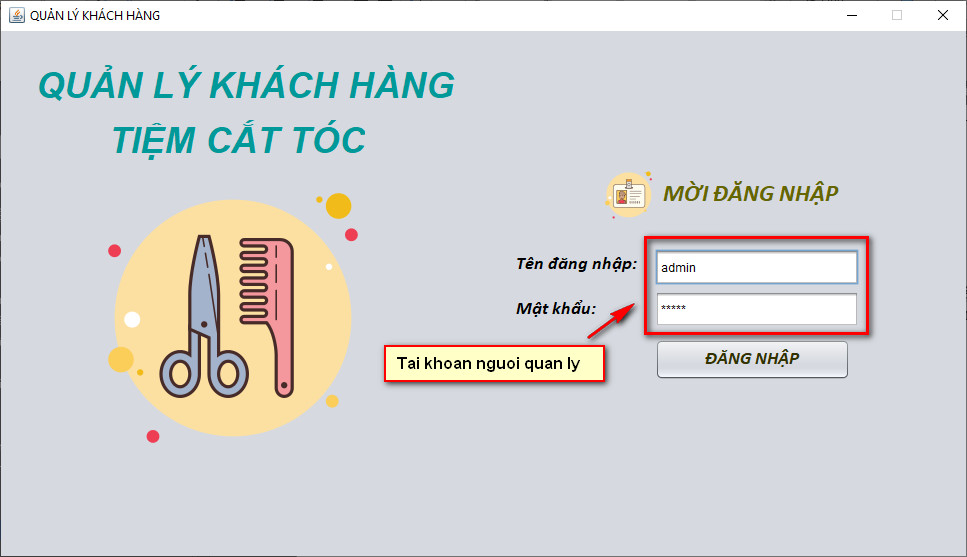 QUẢN LÝ KHÁCH HÀNG
QUẢN LÝ KHÁCH HÀNG
TIỆM CẮT TÓC
MỜI ĐĂNG NHẬP
Tên đăng nhập:
admin
Mật khẩu:
*****
Tai khoan nguoi quan ly
ĐĂNG NHẬP